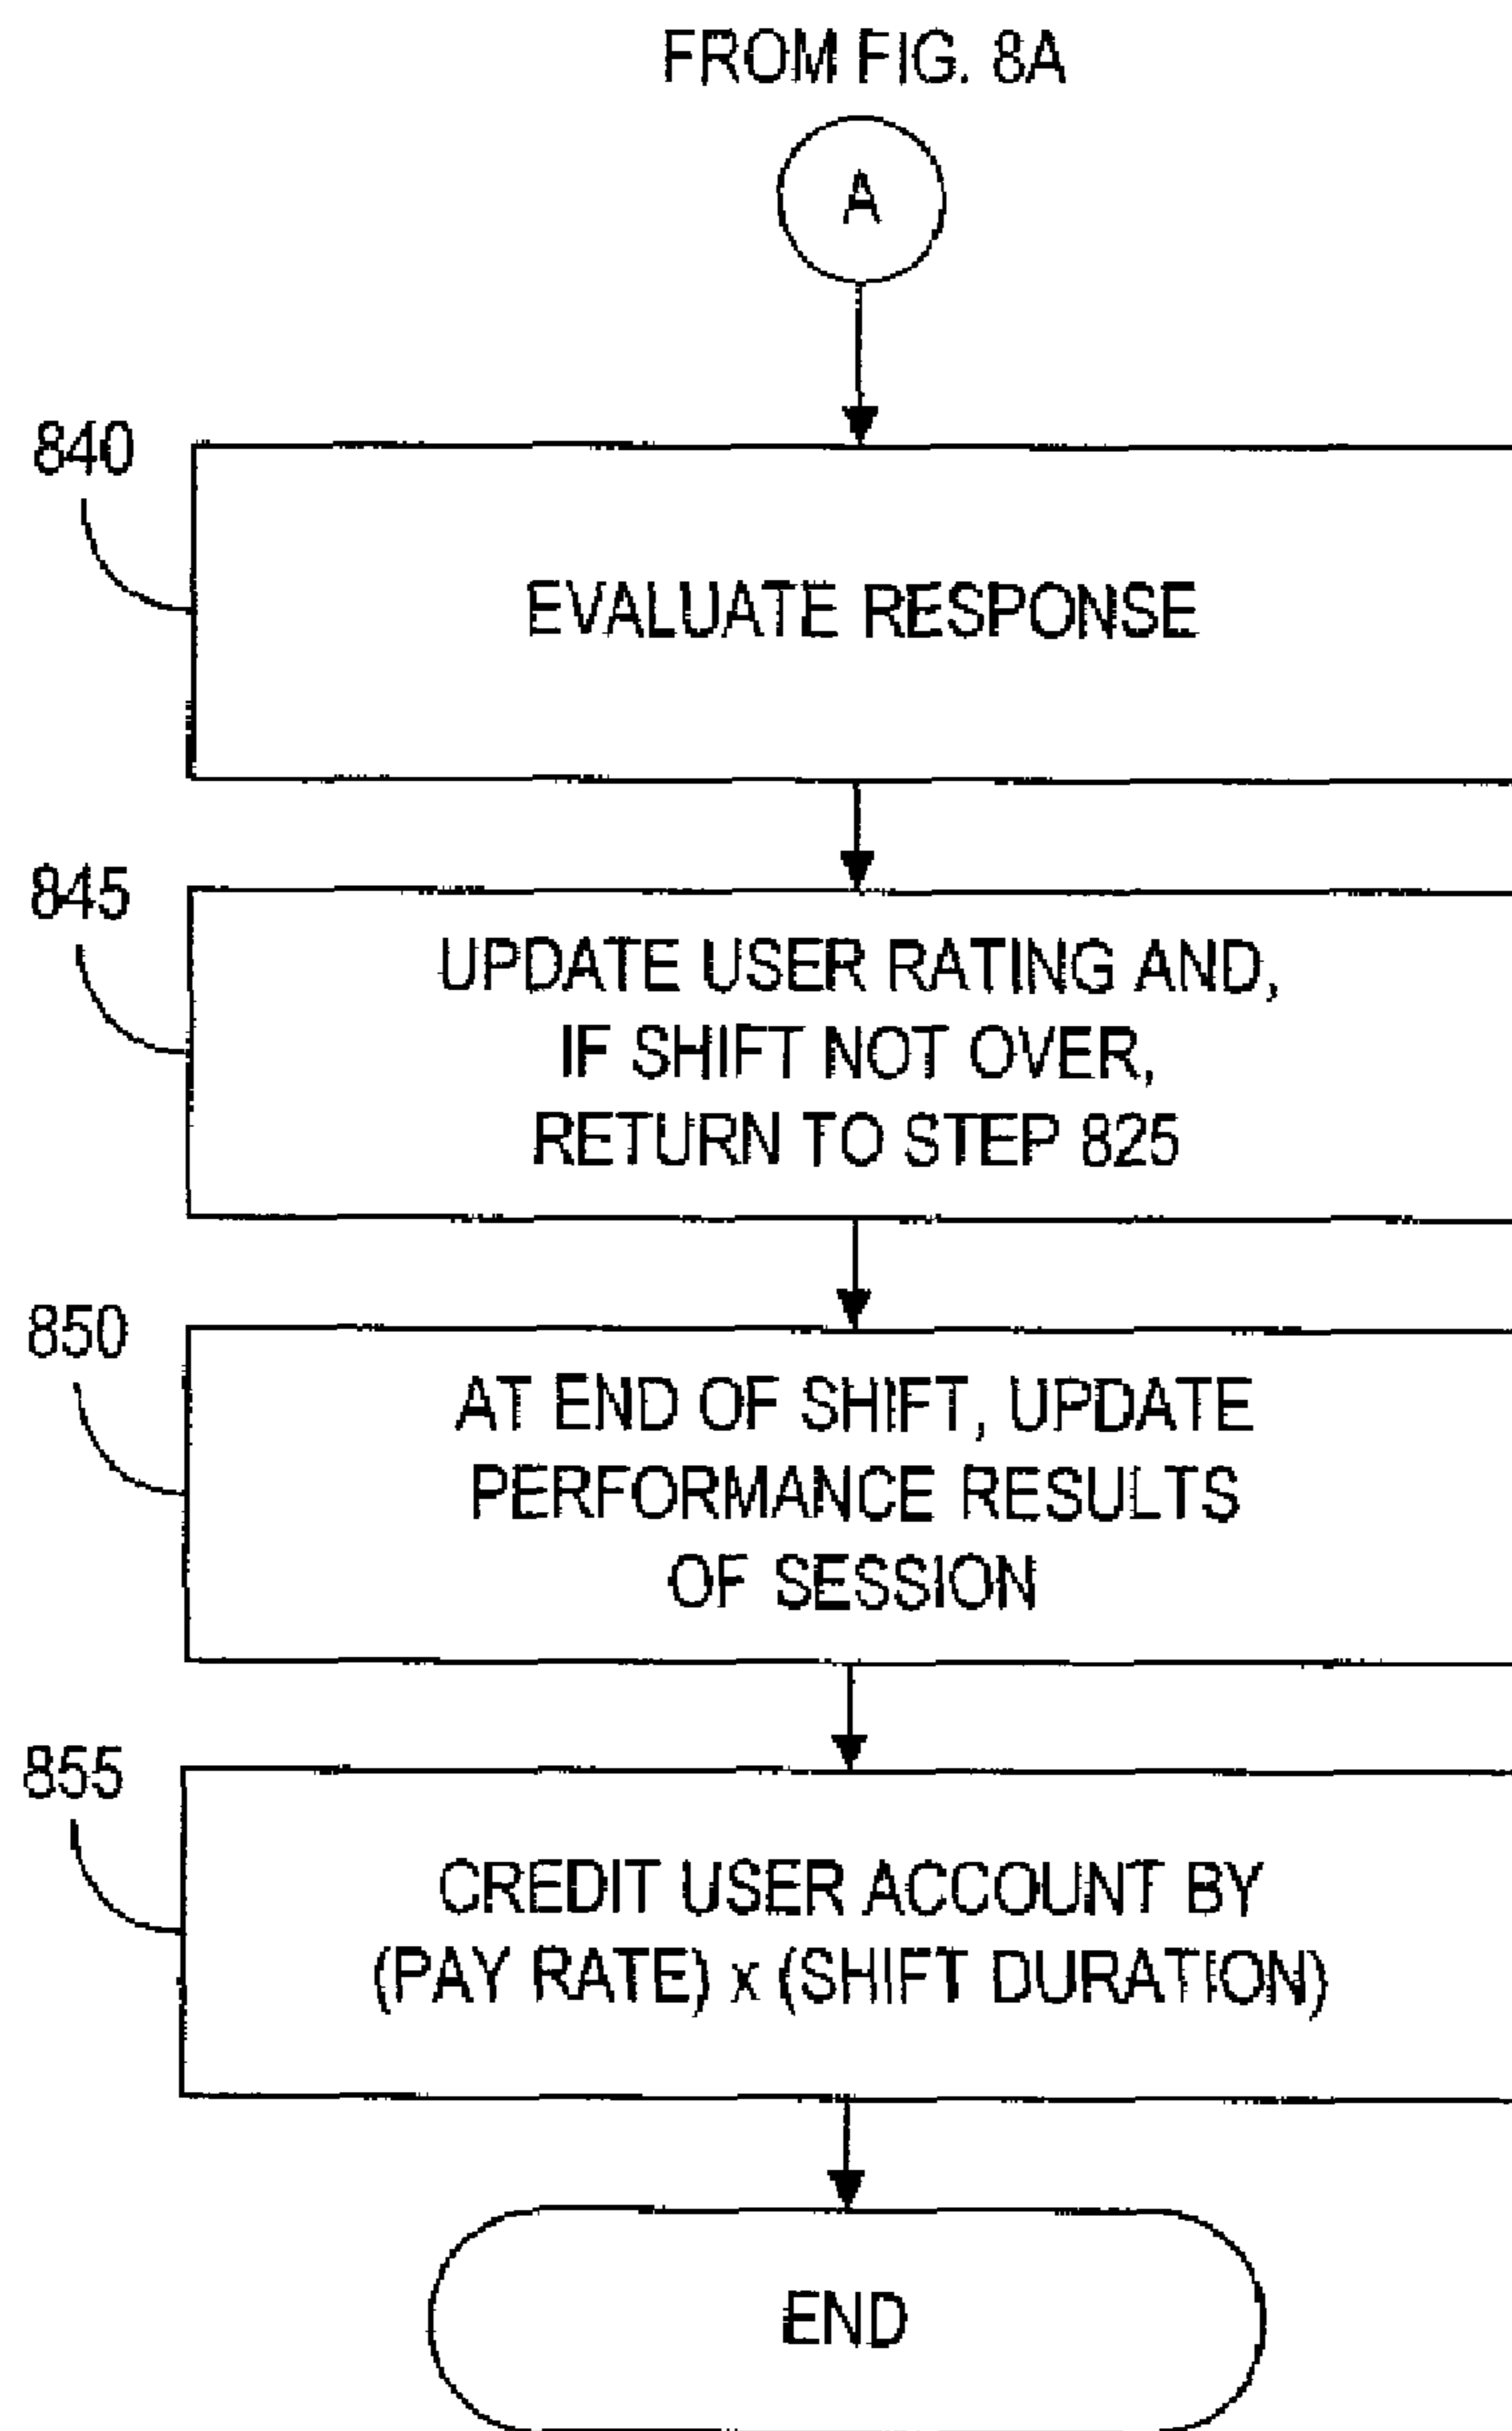 FROM FIG. 8A
A
840
EVALUATE RESPONSE
845
UPDATE USER RATING AND,
IF SHIFT NOT OVER,
RETURN TO STEP 825
850
AT END OF SHIFT, UPDATE
PERFORMANCE RESULTS
OF SESSION
855
CREDIT USER ACCOUNT BY
(PAY RATE) x (SHIFT DURATION)
END